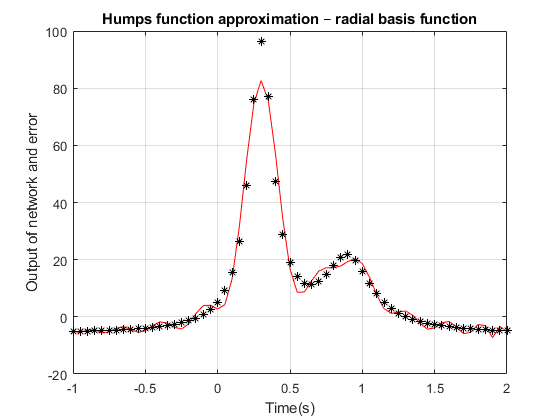 Humps function approximation − radial basis function
100
80
60
40
20
0
-20
Output of network and error
-1 -0.5 0 0.5 1 1.5 2
Time(s)